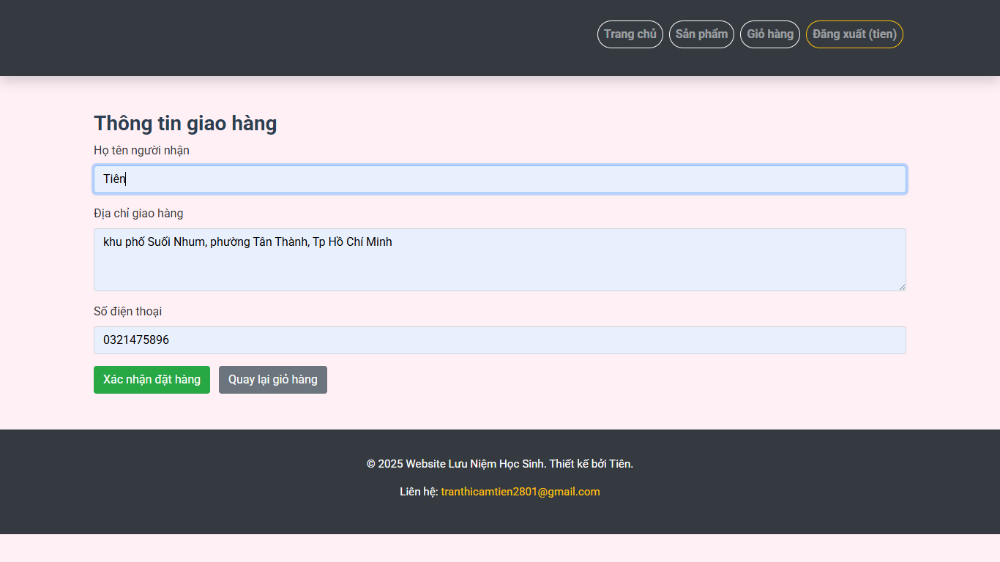 Trang chủ Sản phẩm Giỏ hàng Đăng xuất (tien)
Thông tin giao hàng
Họ tên người nhận
Tiên
Địa chỉ giao hàng
khu phố Suối Nhum, phường Tân Thành, Tp Hồ Chí Minh
Số điện thoại
0321475896
Xác nhận đặt hàng Quay lại giỏ hàng
© 2025 Website Lưu Niệm Học Sinh. Thiết kế bởi Tiên.
Liên hệ: tranthicamtien2801@gmail.com